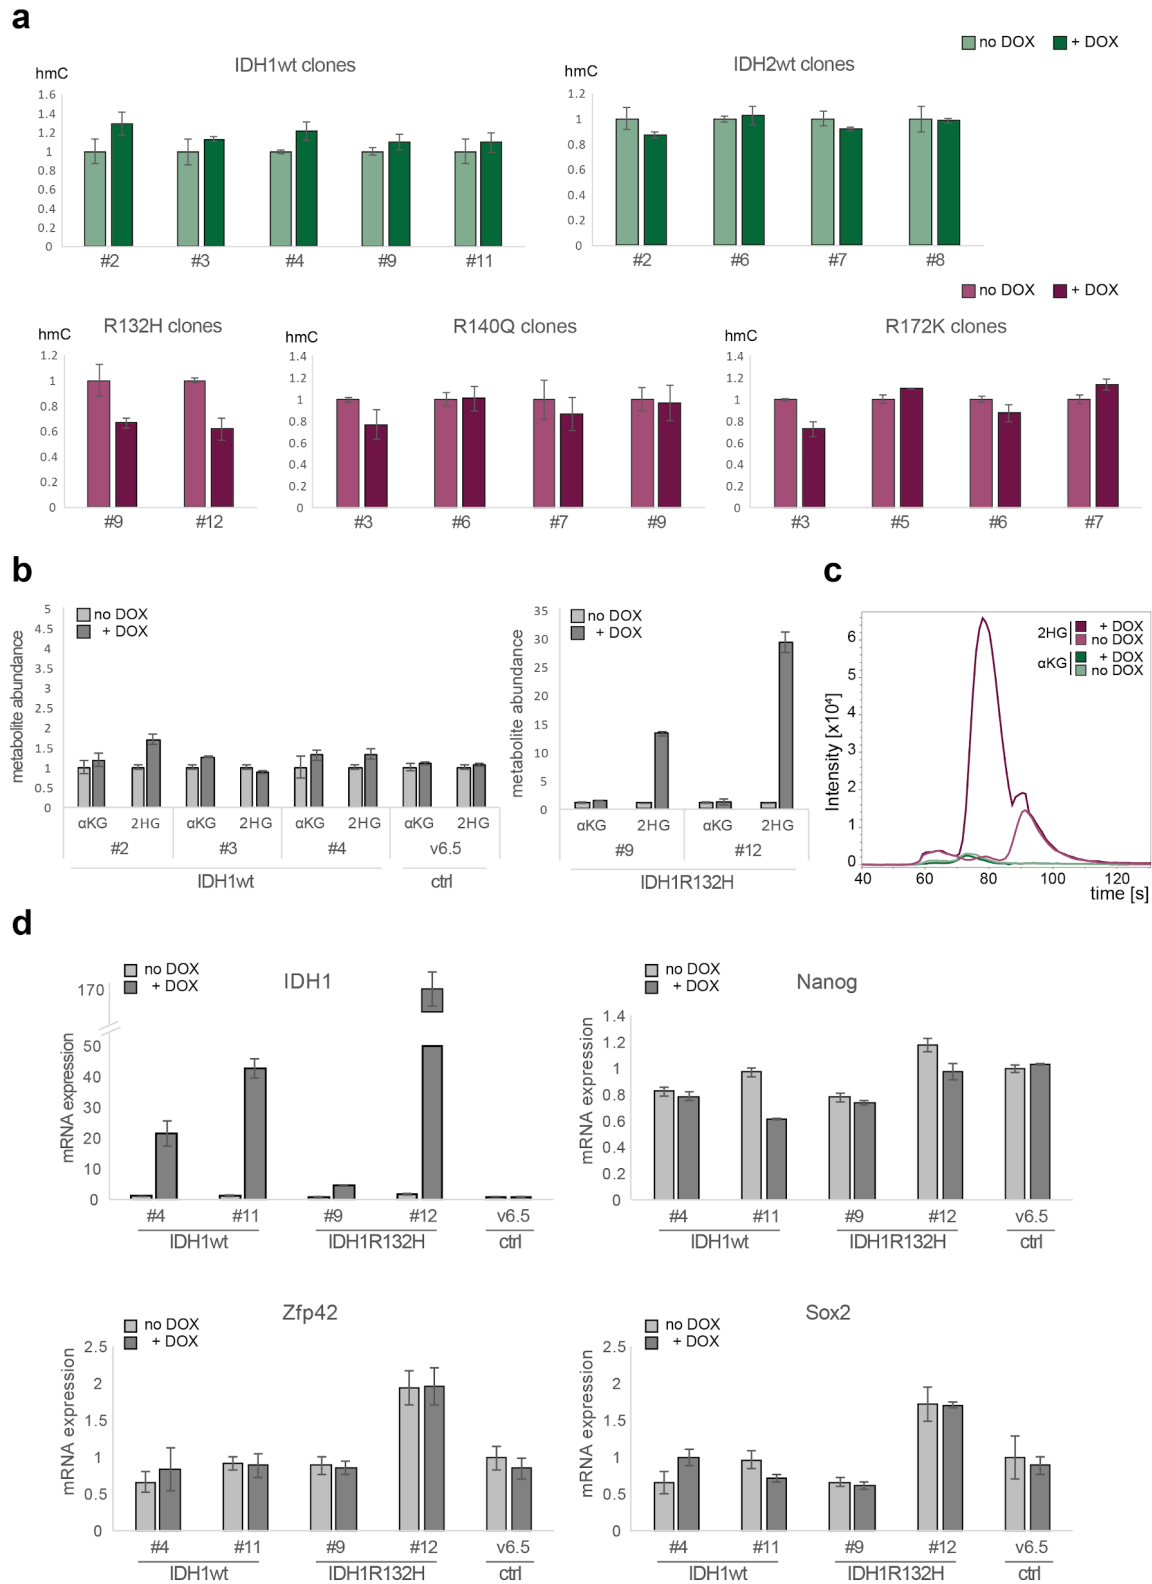 a
no DOX + DOX
IDH1wt clones
IDH2wt clones
hmC
hmC
1.6
1.4
1.2
1
0.8
0.6
0.4
0.2
0
#2 #3 #4 #9 #11
1.2
1
0.8
0.6
0.4
0.2
0
#2 #6 #7 #8
no DOX + DOX
R132H clones
R140Q clones
R172K clones
hmC
hmC
hmC
1.2
1
0.8
0.6
0.4
0.2
0
#9 #12
1.4
1.2
1
0.8
0.6
0.4
0.2
0
#3 #6 #7 #9
1.4
1.2
1
0.8
0.6
0.4
0.2
0
#3 #5 #6 #7
b
metabolite abundance
5
4.5
4
3.5
3
2.5
2
1.5
1
0.5
0
no DOX
+ DOX
αKG 2HG αKG 2HG αKG 2HG αKG 2HG
#2 #3 #4 v6.5
IDH1wt ctrl
metabolite abundance
35
30
25
20
15
10
5
0
no DOX
+ DOX
αKG 2HG αKG 2HG
#9 #12
IDH1R132H
c
Intensity [x10⁴]
6
5
4
3
2
1
0
2HG + DOX
no DOX
αKG + DOX
no DOX
40 60 80 100 120
time [s]
d
no DOX
+ DOX
IDH1
mRNA expression
170
50
40
30
20
10
0
#4 #11 #9 #12 v6.5
IDH1wt IDH1R132H ctrl
no DOX
+ DOX
Nanog
mRNA expression
1.4
1.2
1
0.8
0.6
0.4
0.2
0
#4 #11 #9 #12 v6.5
IDH1wt IDH1R132H ctrl
Zfp42
no DOX
+ DOX
mRNA expression
2.5
2
1.5
1
0.5
0
#4 #11 #9 #12 v6.5
IDH1wt IDH1R132H ctrl
Sox2
no DOX
+ DOX
mRNA expression
2.5
2
1.5
1
0.5
0
#4 #11 #9 #12 v6.5
IDH1wt IDH1R132H ctrl